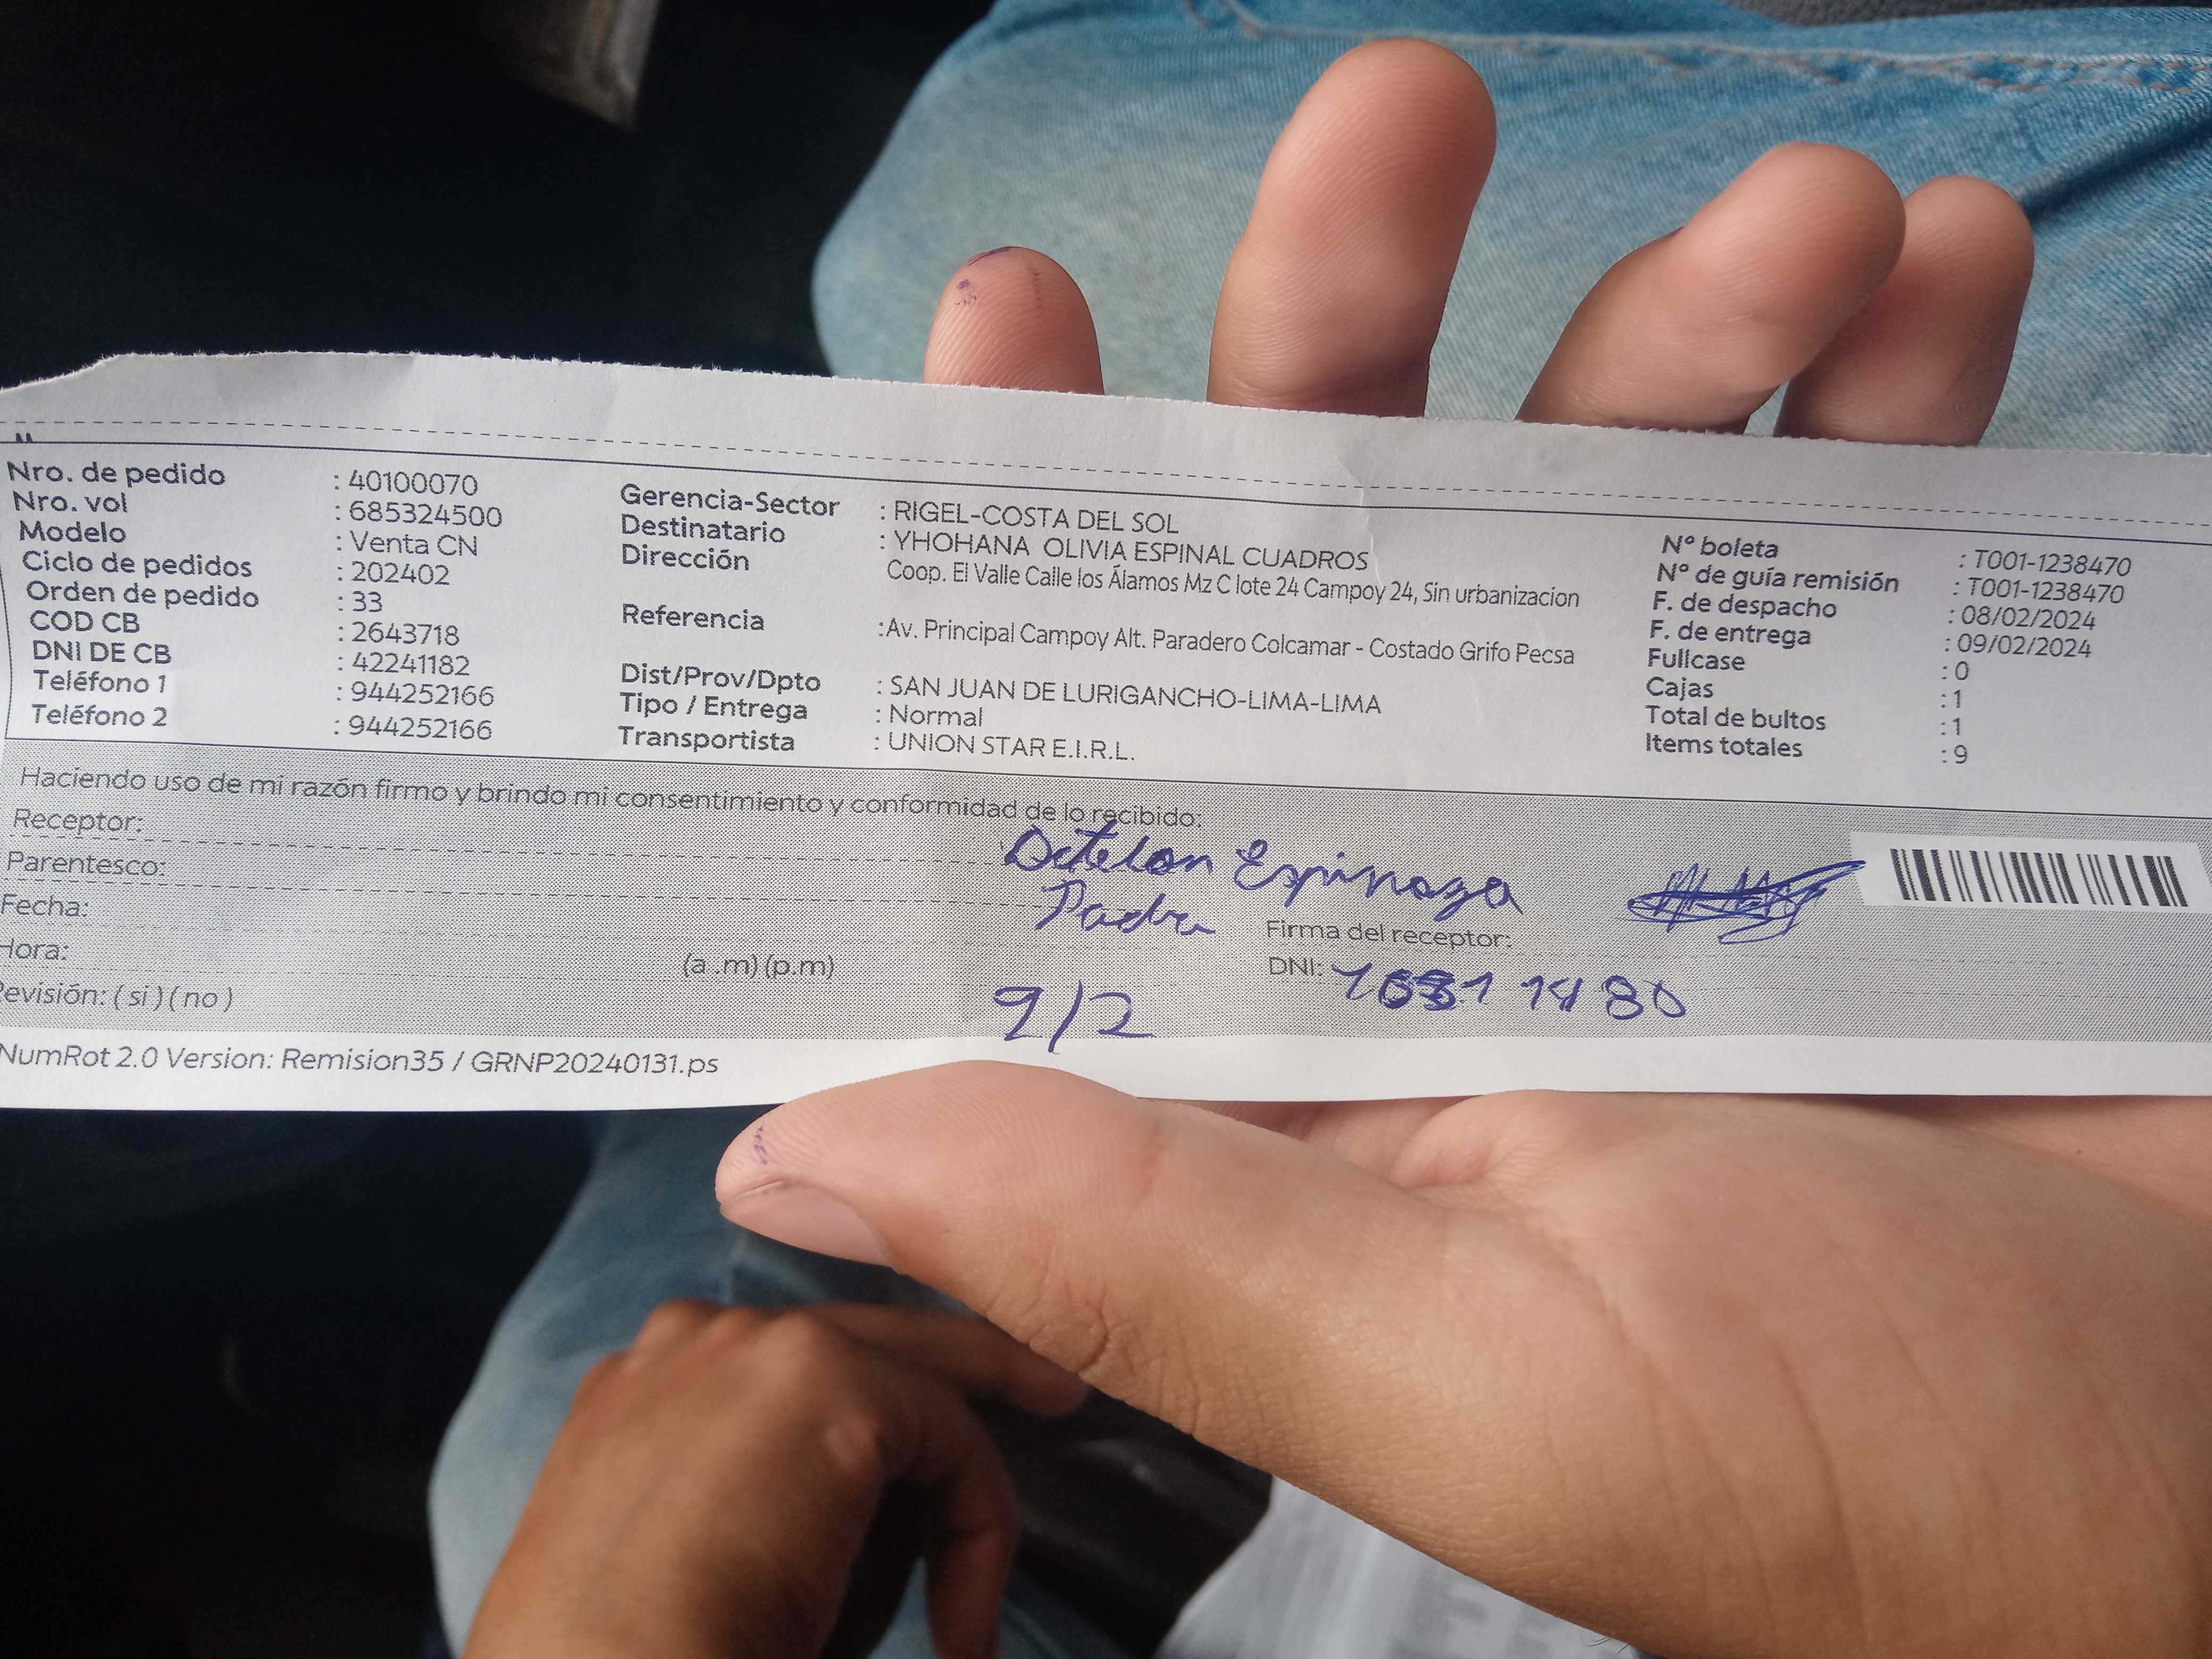 Nro. de pedido : 40100070
Nro. vol : 685324500
Modelo : Venta CN
Ciclo de pedidos : 202402
Orden de pedido : 33
COD CB : 2643718
DNI DE CB : 42241182
Teléfono 1 : 944252166
Teléfono 2 : 944252166
Gerencia-Sector : RIGEL-COSTA DEL SOL
Destinatario : YHOHANA OLIVIA ESPINAL CUADROS
Dirección Coop. El Valle Calle los Álamos Mz C lote 24 Campoy 24, Sin urbanizacion
Referencia :Av. Principal Campoy Alt. Paradero Colcamar - Costado Grifo Pecsa
Dist/Prov/Dpto : SAN JUAN DE LURIGANCHO-LIMA-LIMA
Tipo / Entrega : Normal
Transportista : UNION STAR E.I.R.L.
N° boleta : T001-1238470
N° de guía remisión : T001-1238470
F. de despacho : 08/02/2024
F. de entrega : 09/02/2024
Fullcase : 0
Cajas : 1
Total de bultos : 1
Items totales : 9
Haciendo uso de mi razón firmo y brindo mi consentimiento y conformidad de lo recibido:
Receptor: Espinoza
Parentesco: Padre
Fecha: 9/2
Firma del receptor:
Hora: (a .m) (p.m)
DNI:
Revisión: ( si ) ( no )
NumRot 2.0 Version: Remision35 / GRNP20240131.ps